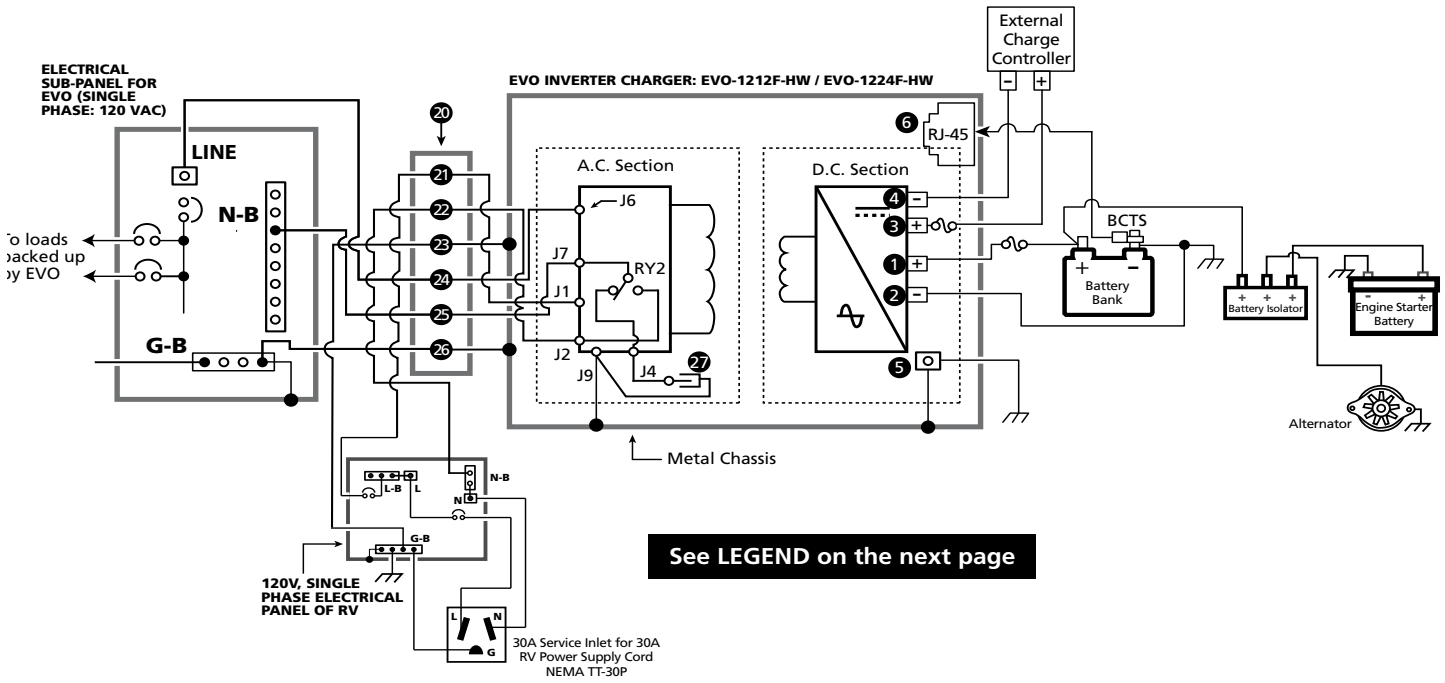 External
Charge
Controller
- +
ELECTRICAL
SUB-PANEL FOR
EVO (SINGLE
PHASE: 120 VAC)
EVO INVERTER CHARGER: EVO-1212F-HW / EVO-1224F-HW
LINE
N-B
To loads
backed up
by EVO
G-B
20
21
22
23
24
25
26
A.C. Section
J6
J7
RY2
J1
J2
J9
J4
27
D.C. Section
6
RJ-45
4 -
3 +
1 +
2 -
5
BCTS
+ -
Battery
Bank
+ + +
Battery Isolator
- +
Engine Starter
Battery
Alternator
Metal Chassis
L-B
L
N-B
N
G-B
120V, SINGLE
PHASE ELECTRICAL
PANEL OF RV
L
N
G
30A Service Inlet for 30A
RV Power Supply Cord
NEMA TT-30P
See LEGEND on the next page